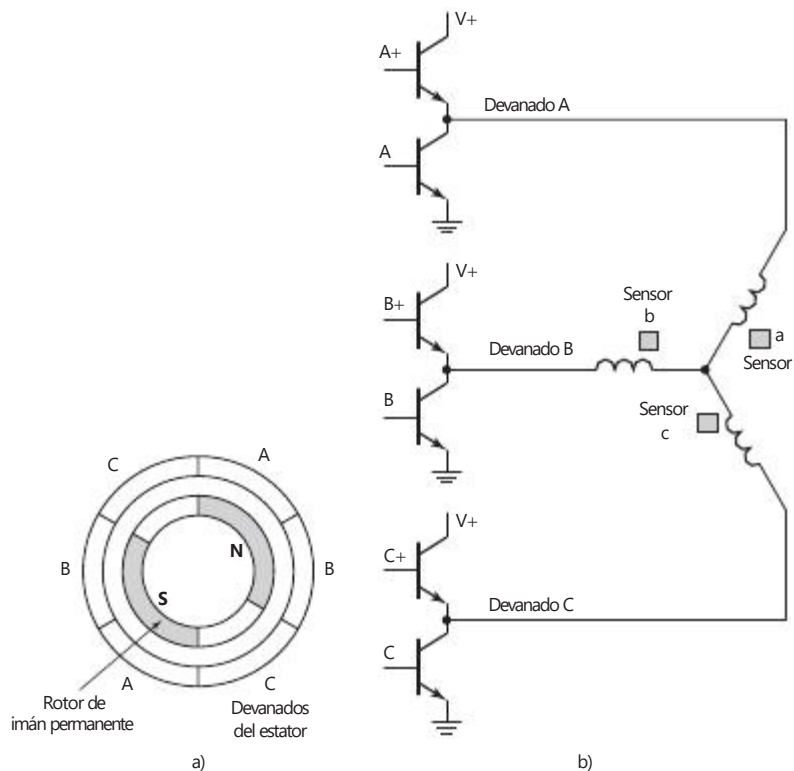 V+
A+
Devanado A
A
V+
B+
Sensor
b
a
Sensor
Devanado B
B
Sensor
c
C
A
V+
N
B
B
C+
S
Devanado C
C
A
C
Rotor de
imán permanente
Devanados
del estator
a)
b)